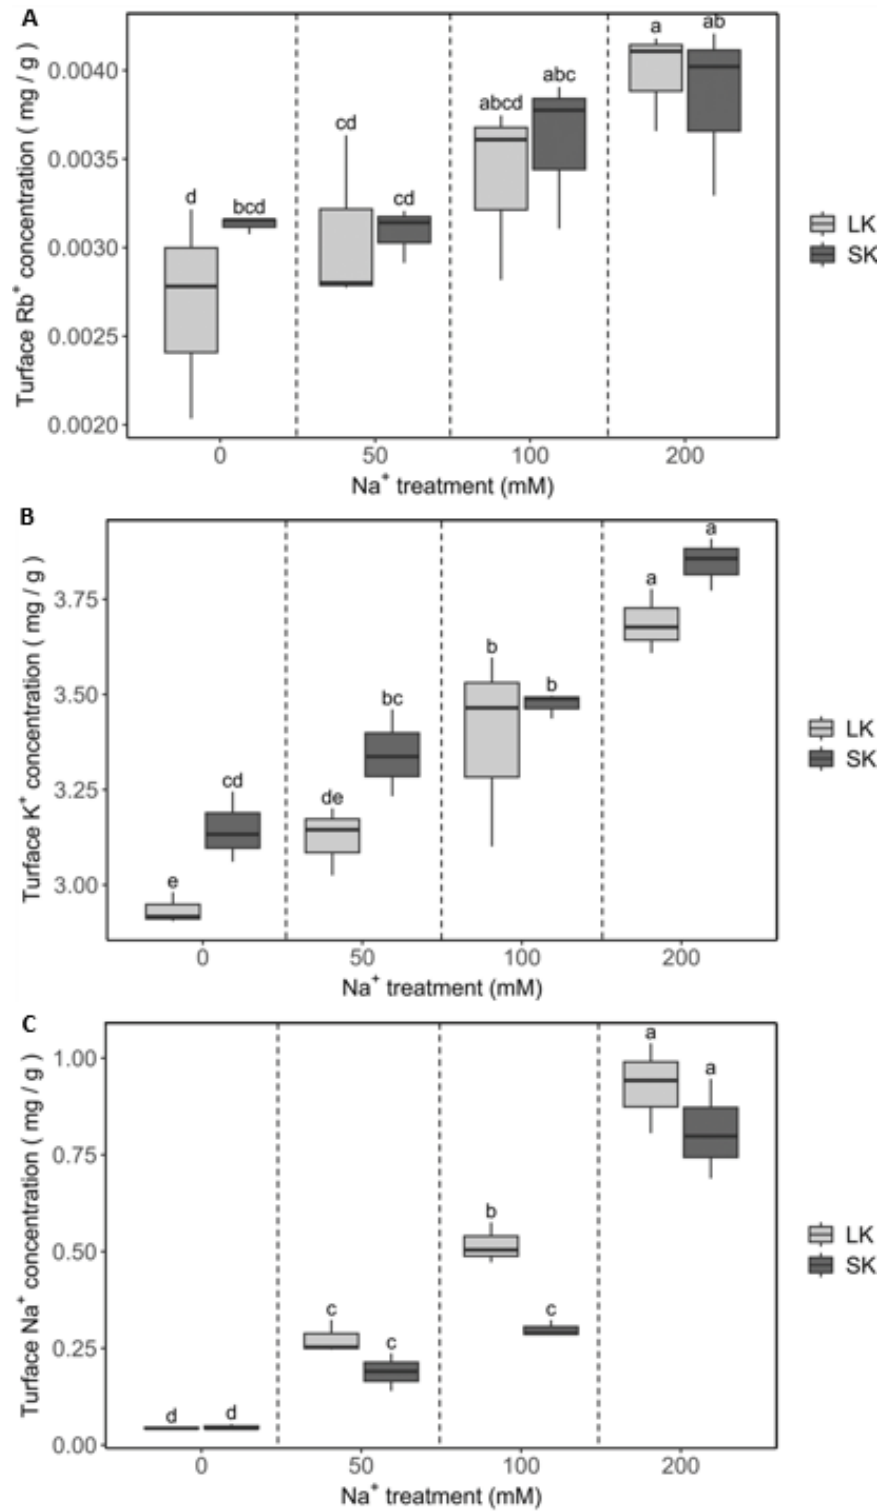 A
Turface Rb⁺ concentration ( mg / g )
0.0040
0.0035
0.0030
0.0025
0.0020
d
bcd
cd
cd
abcd
abc
a
ab
0
50
100
200
Na⁺ treatment (mM)
LK
SK
B
Turface K⁺ concentration ( mg / g )
3.75
3.50
3.25
3.00
e
cd
de
bc
b
b
a
a
0
50
100
200
Na⁺ treatment (mM)
LK
SK
C
Turface Na⁺ concentration ( mg / g )
1.00
0.75
0.50
0.25
0.00
d
d
c
c
b
c
a
a
0
50
100
200
Na⁺ treatment (mM)
LK
SK